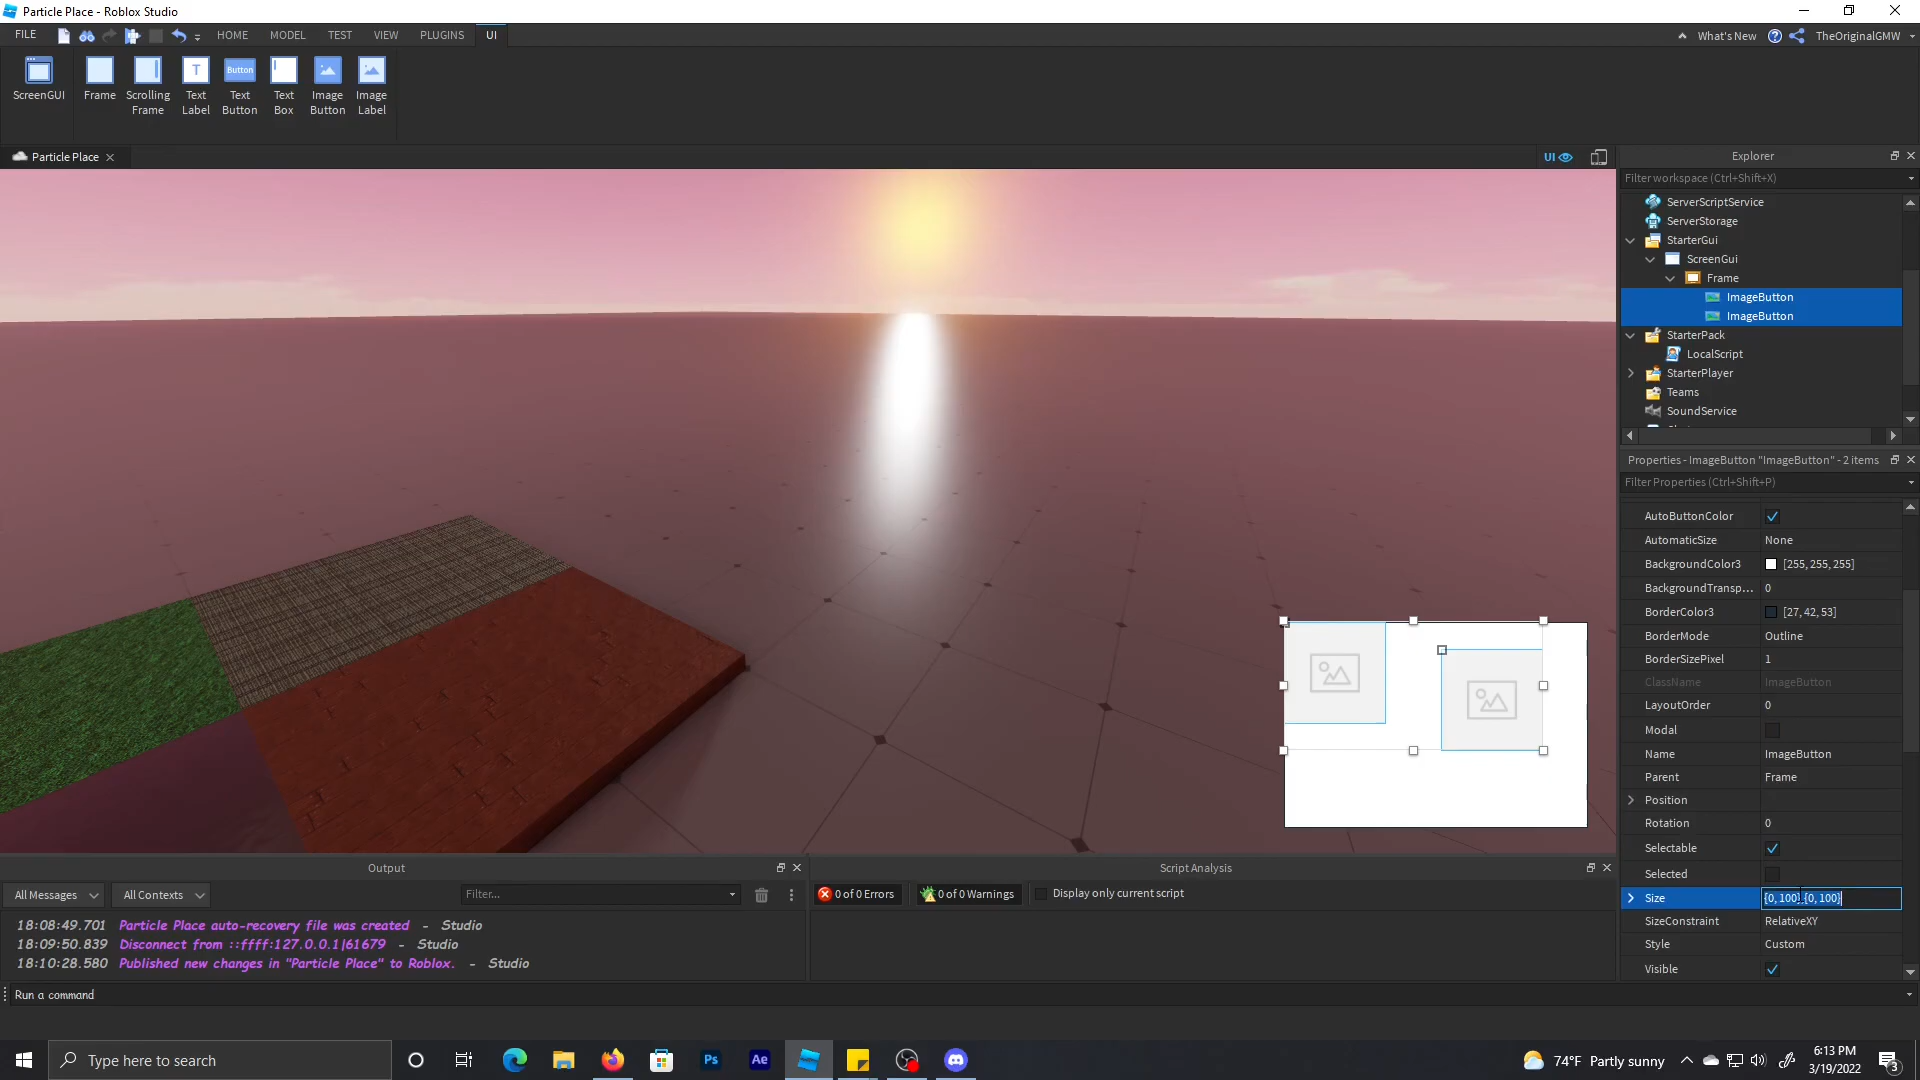 Particle Place - Roblox Studio
FILE HOME MODEL TEST VIEW PLUGINS UI What's New TheOriginalGMW
ScreenGUI
Frame
Scrolling Frame
T
Text Label
Button
Text Button
Text Box
Image Button
Image Label
Particle Place
UI
Explorer
Filter workspace (Ctrl+Shift+X)
ServerScriptService
ServerStorage
StarterGui
ScreenGui
Frame
ImageButton
ImageButton
StarterPack
LocalScript
StarterPlayer
Teams
SoundService
Properties - ImageButton "ImageButton" - 2 items
Filter Properties (Ctrl+Shift+P)
AutoButtonColor
AutomaticSize None
BackgroundColor3 [255, 255, 255]
BackgroundTransp... 0
BorderColor3 [27, 42, 53]
BorderMode Outline
BorderSizePixel 1
ClassName ImageButton
LayoutOrder 0
Modal
Name ImageButton
Parent Frame
Position
Rotation 0
Selectable
Selected
Size {0, 100},{0, 100}
SizeConstraint RelativeXY
Style Custom
Visible
Output
All Messages All Contexts Filter...
18:08:49.701 Particle Place auto-recovery file was created - Studio
18:09:50.839 Disconnect from ::ffff:127.0.0.1|61679 - Studio
18:10:28.580 Published new changes in "Particle Place" to Roblox. - Studio
Script Analysis
0 of 0 Errors 0 of 0 Warnings Display only current script
Run a command
Type here to search
Ps
Ae
74°F Partly sunny
6:13 PM
3/19/2022
3